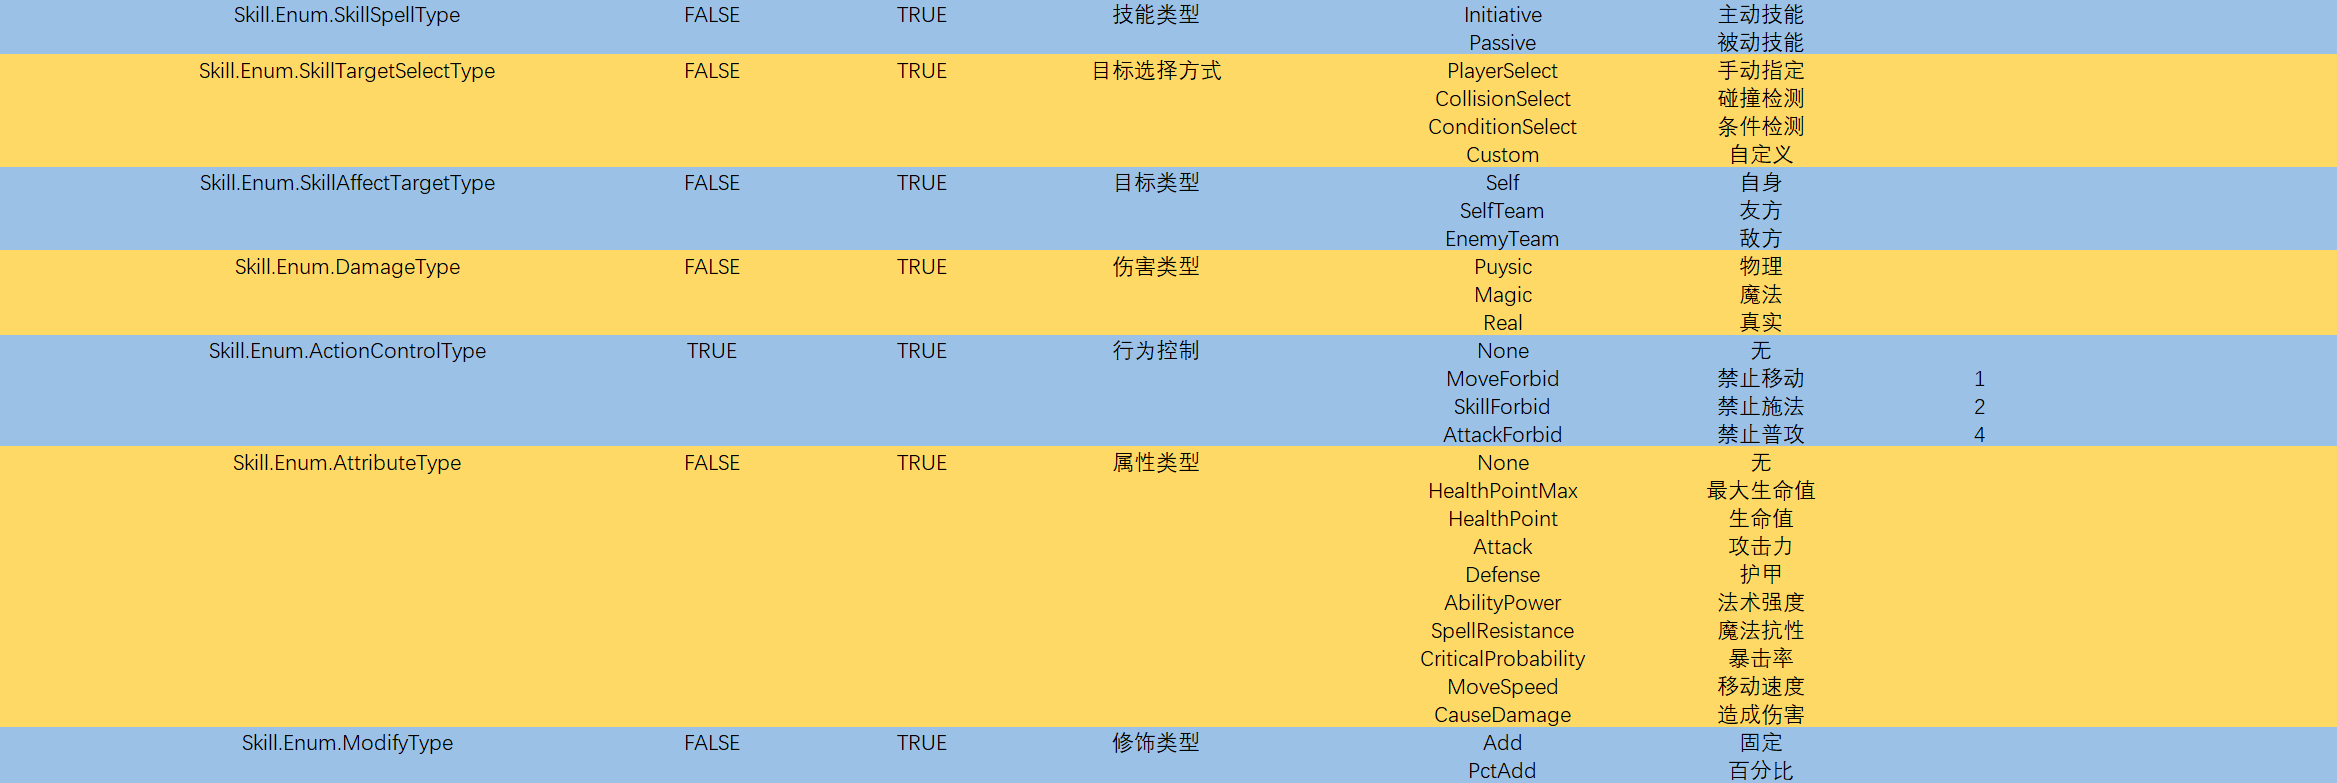 Skill.Enum.SkillSpellType FALSE TRUE 技能类型 Initiative 主动技能
Passive 被动技能
Skill.Enum.SkillTargetSelectType FALSE TRUE 目标选择方式 PlayerSelect 手动指定
CollisionSelect 碰撞检测
ConditionSelect 条件检测
Custom 自定义
Skill.Enum.SkillAffectTargetType FALSE TRUE 目标类型 Self 自身
SelfTeam 友方
EnemyTeam 敌方
Skill.Enum.DamageType FALSE TRUE 伤害类型 Puysic 物理
Magic 魔法
Real 真实
Skill.Enum.ActionControlType TRUE TRUE 行为控制 None 无
MoveForbid 禁止移动 1
SkillForbid 禁止施法 2
AttackForbid 禁止普攻 4
Skill.Enum.AttributeType FALSE TRUE 属性类型 None 无
HealthPointMax 最大生命值
HealthPoint 生命值
Attack 攻击力
Defense 护甲
AbilityPower 法术强度
SpellResistance 魔法抗性
CriticalProbability 暴击率
MoveSpeed 移动速度
CauseDamage 造成伤害
Skill.Enum.ModifyType FALSE TRUE 修饰类型 Add 固定
PctAdd 百分比